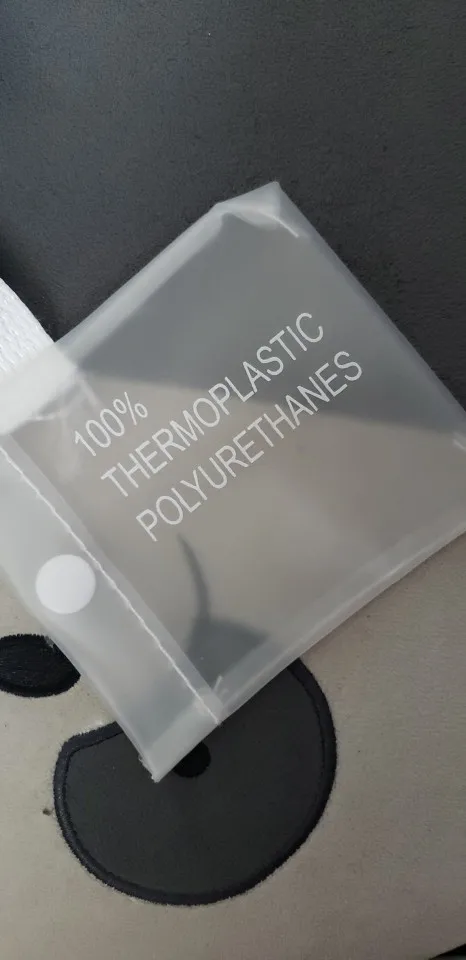 100%
THERMOPLASTIC
POLYURETHANES